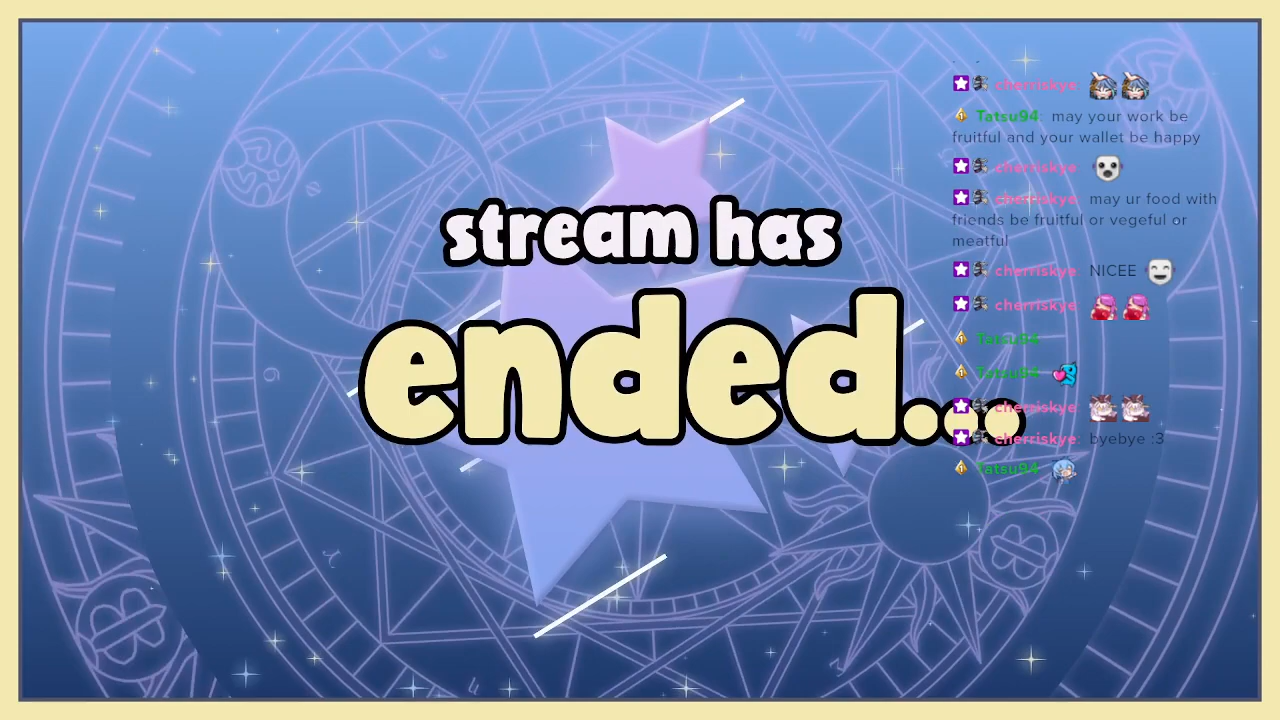 stream has
ended...
cherriskye:
Tatsu94: may your work be
fruitful and your wallet be happy
cherriskye:
cherriskye: may ur food with
friends be fruitful or vegeful or
meatful
cherriskye: NICEE
cherriskye:
Tatsu94:
Tatsu94:
cherriskye:
cherriskye: byebye :3
Tatsu94: